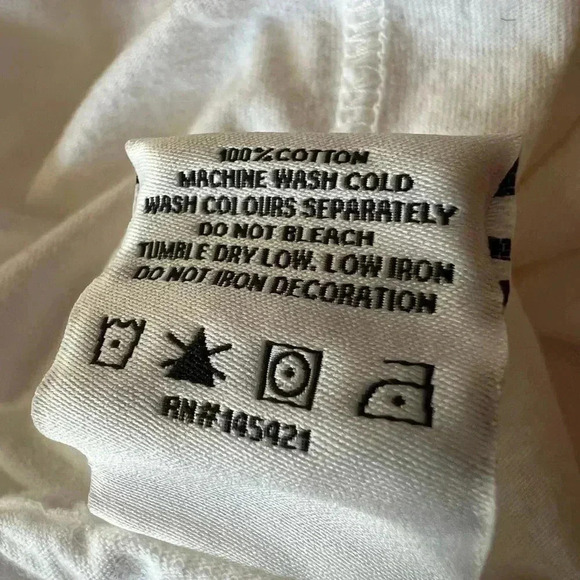 100% COTTON
MACHINE WASH COLD
WASH COLOURS SEPARATELY
DO NOT BLEACH
TUMBLE DRY LOW. LOW IRON
DO NOT IRON DECORATION
RN#145421